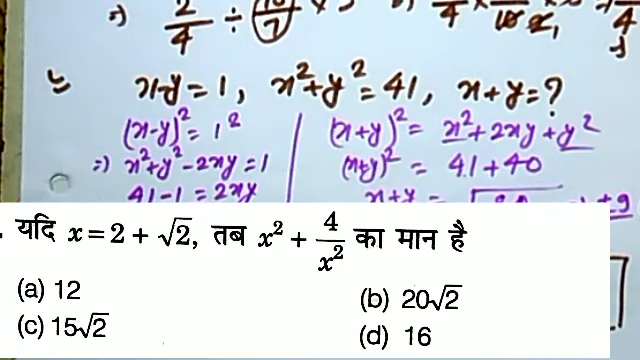 x-y=1, x²+y²=41, x+y=?
(x-y)²=1²
=) x²+y²-2xy=1
41-1=2xy
(x+y)²= x²+2xy+y²
(x+y)² = 41+40
x+y =
यदि x=2+√2, तब x²+4/x² का मान है
(a) 12
(b) 20√2
(c) 15√2
(d) 16